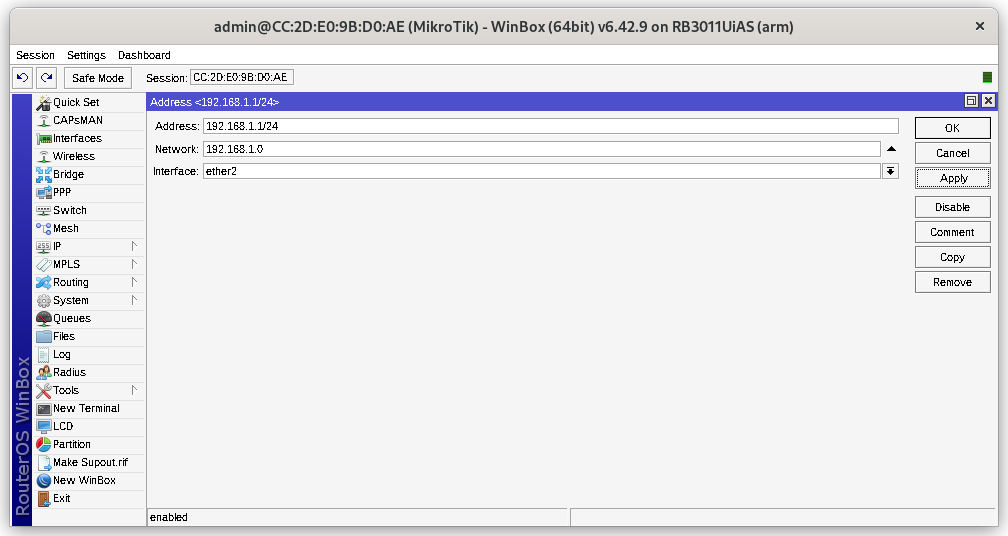 admin@CC:2D:E0:9B:D0:AE (MikroTik) - WinBox (64bit) v6.42.9 on RB3011UiAS (arm)
Session Settings Dashboard
Safe Mode Session: CC:2D:E0:9B:D0:AE
RouterOS WinBox
Quick Set
CAPsMAN
Interfaces
Wireless
Bridge
PPP
Switch
Mesh
255 IP
MPLS
Routing
System
Queues
Files
Log
Radius
Tools
New Terminal
LCD
Partition
Make Supout.rif
New WinBox
Exit
Address <192.168.1.1/24>
Address: 192.168.1.1/24
Network: 192.168.1.0
Interface: ether2
OK
Cancel
Apply
Disable
Comment
Copy
Remove
enabled